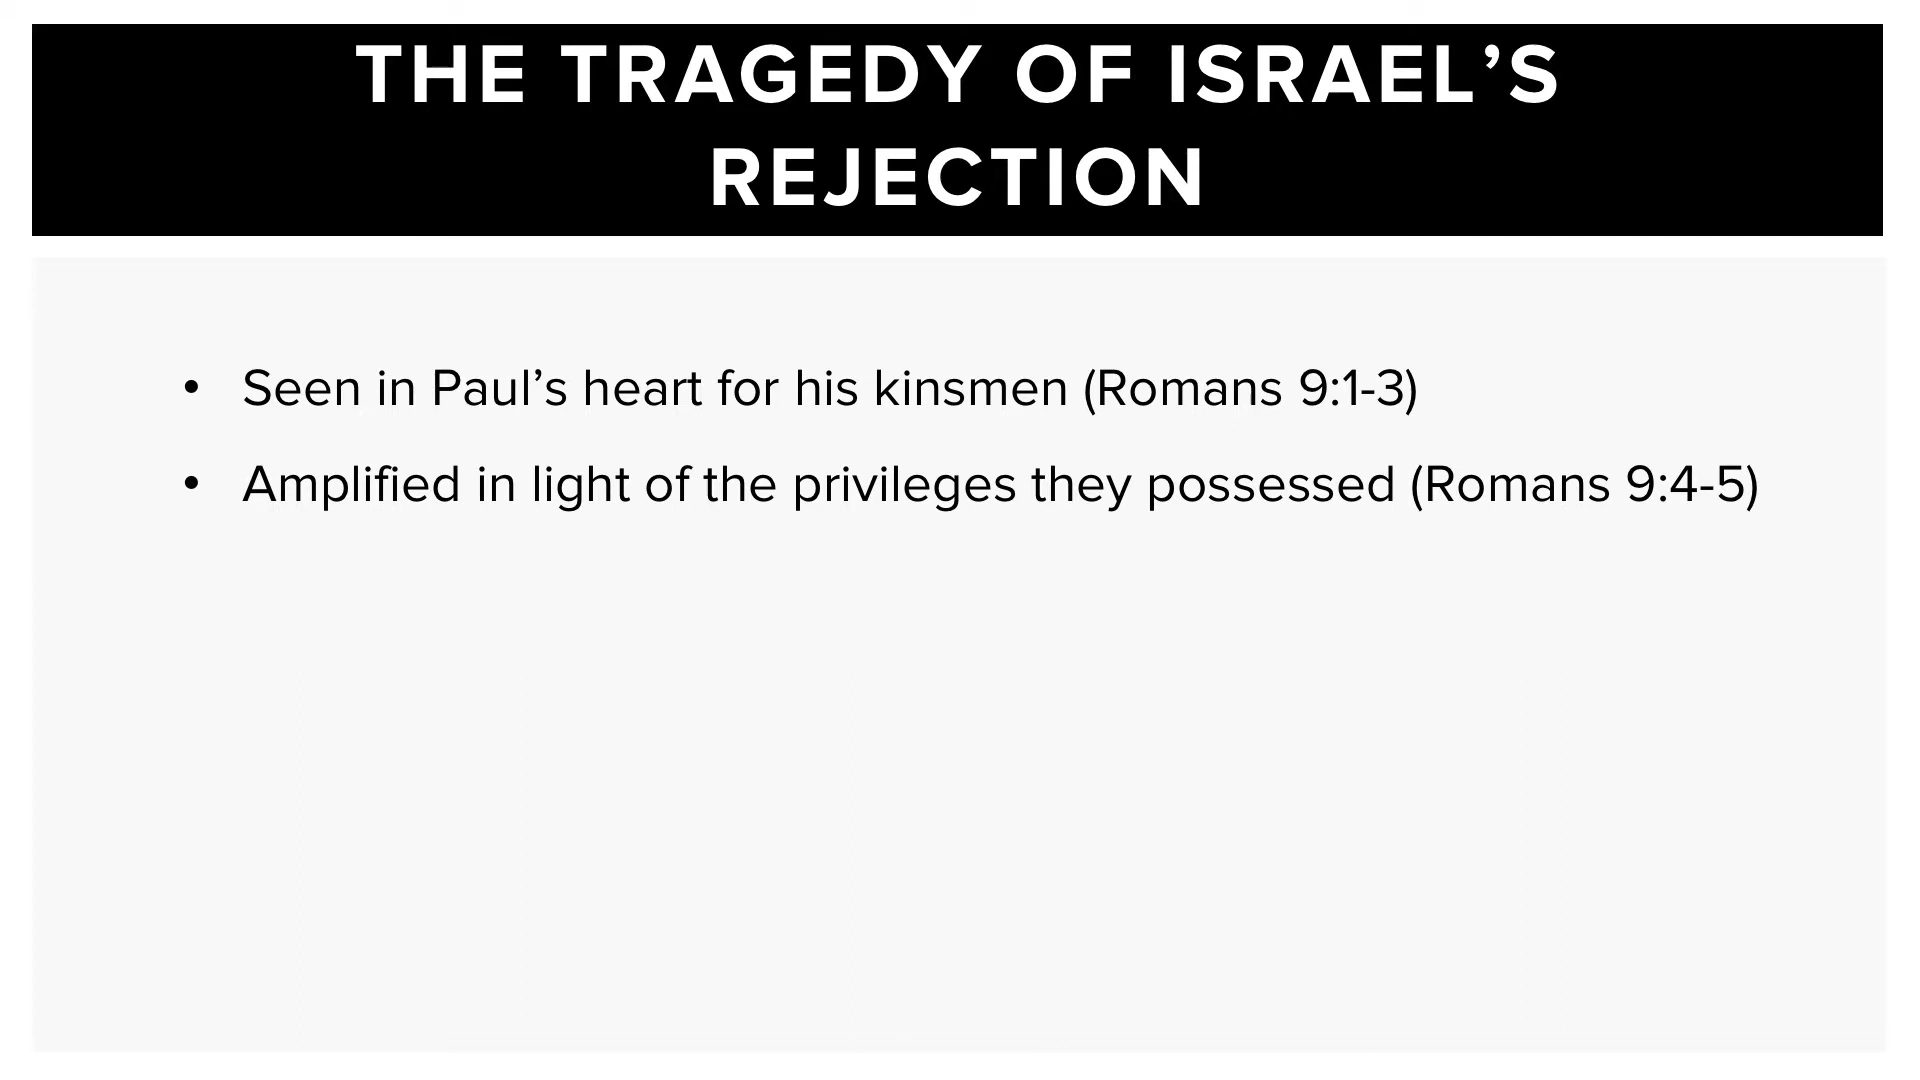 THE TRAGEDY OF ISRAEL’S
REJECTION
• Seen in Paul’s heart for his kinsmen (Romans 9:1-3)
• Amplified in light of the privileges they possessed (Romans 9:4-5)